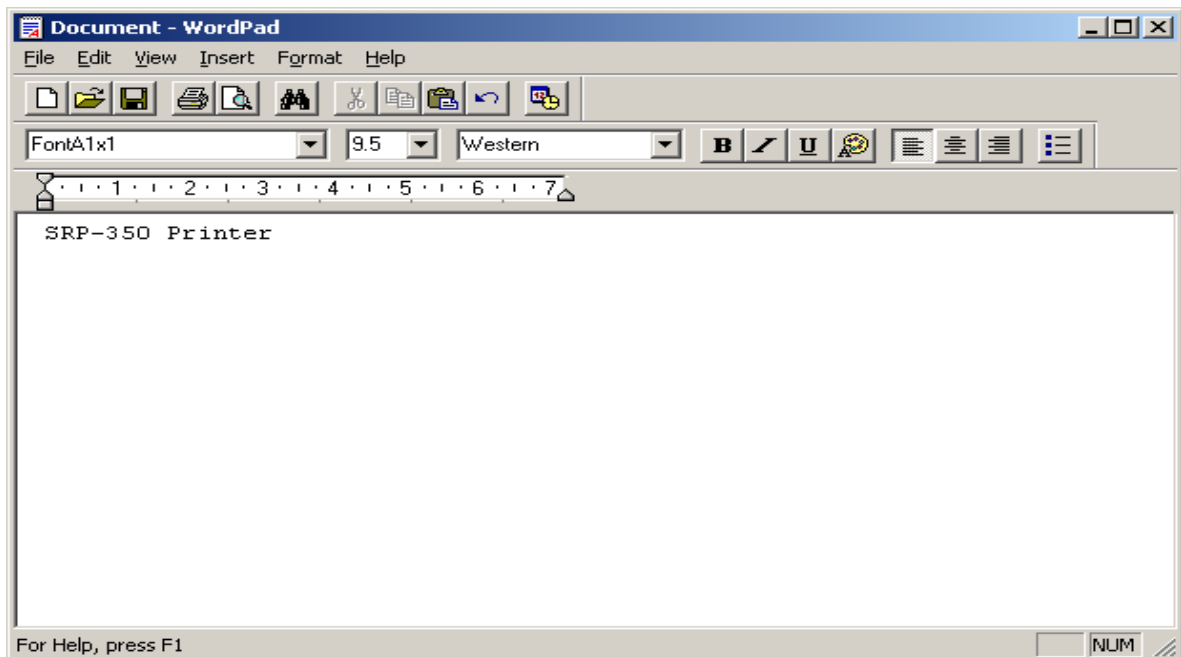 Document - WordPad
File Edit View Insert Format Help
FontA1x1 9.5 Western B I U
1 2 3 4 5 6 7
SRP-350 Printer
For Help, press F1 NUM